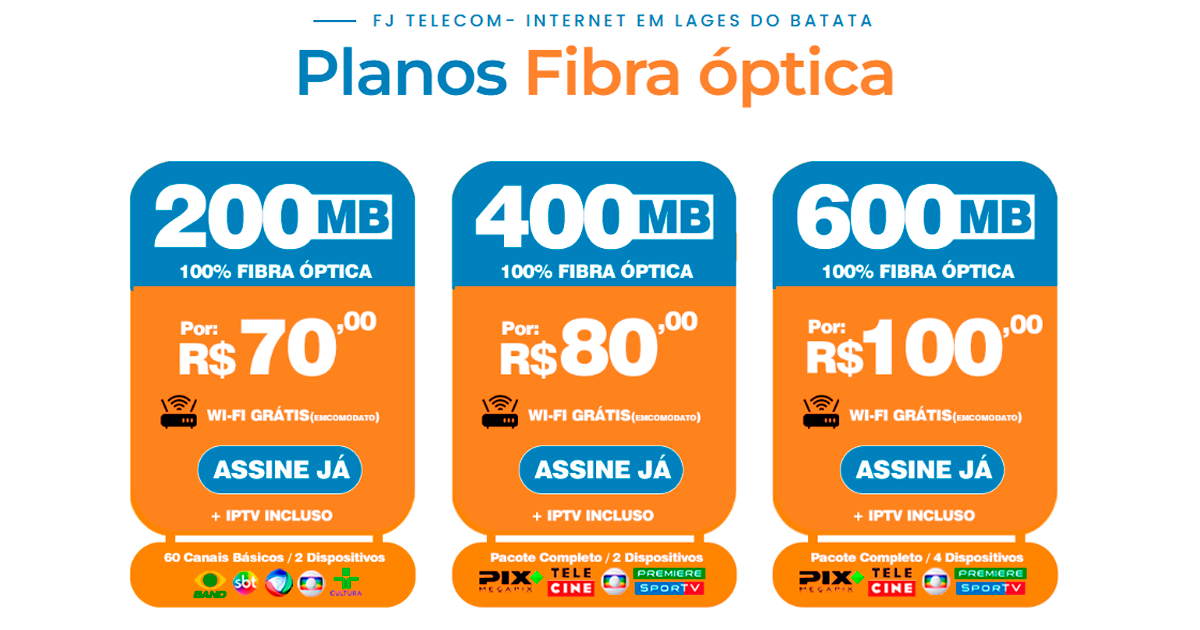 FJ TELECOM- INTERNET EM LAGES DO BATATA
Planos Fibra óptica
200MB
100% FIBRA ÓPTICA
Por:
R$70,00
WI-FI GRÁTIS(EMCOMODATO)
ASSINE JÁ
+ IPTV INCLUSO
60 Canais Básicos / 2 Dispositivos
BAND
sbt
CULTURA
400MB
100% FIBRA ÓPTICA
Por:
R$80,00
WI-FI GRÁTIS(EMCOMODATO)
ASSINE JÁ
+ IPTV INCLUSO
Pacote Completo / 2 Dispositivos
PIX
MEGAPIX
TELE
CINE
PREMIERE
SPORTV
600MB
100% FIBRA ÓPTICA
Por:
R$100,00
WI-FI GRÁTIS(EMCOMODATO)
ASSINE JÁ
+ IPTV INCLUSO
Pacote Completo / 4 Dispositivos
PIX
MEGAPIX
TELE
CINE
PREMIERE
SPORTV